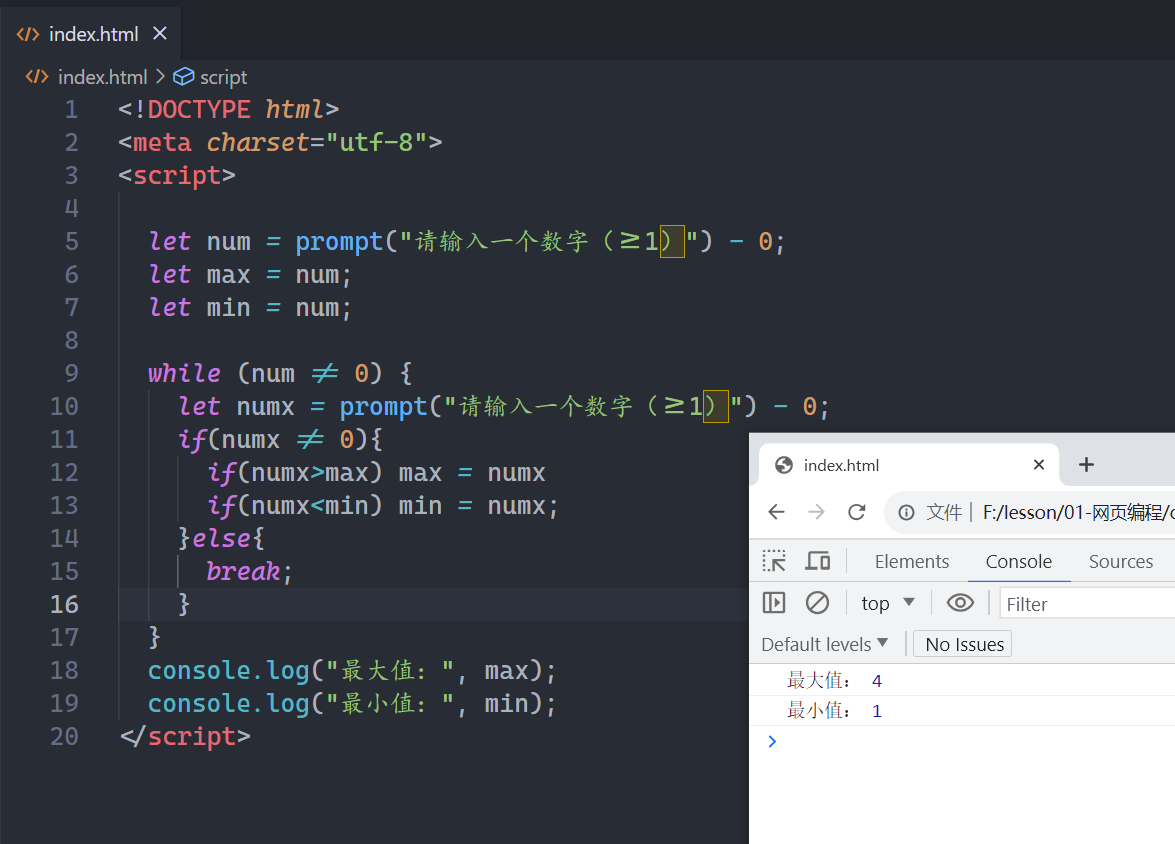 index.html
index.html > script
1 <!DOCTYPE html>
2 <meta charset="utf-8">
3 <script>
4
5 let num = prompt("请输入一个数字（≥1）") - 0;
6 let max = num;
7 let min = num;
8
9 while (num ≠ 0) {
10 let numx = prompt("请输入一个数字（≥1）") - 0;
11 if(numx ≠ 0){
12 if(numx>max) max = numx
13 if(numx<min) min = numx;
14 }else{
15 break;
16 }
17 }
18 console.log("最大值：", max);
19 console.log("最小值：", min);
20 </script>
index.html
文件 | F:/lesson/01-网页编程/
Elements Console Sources
top Filter
Default levels No Issues
最大值： 4
最小值： 1